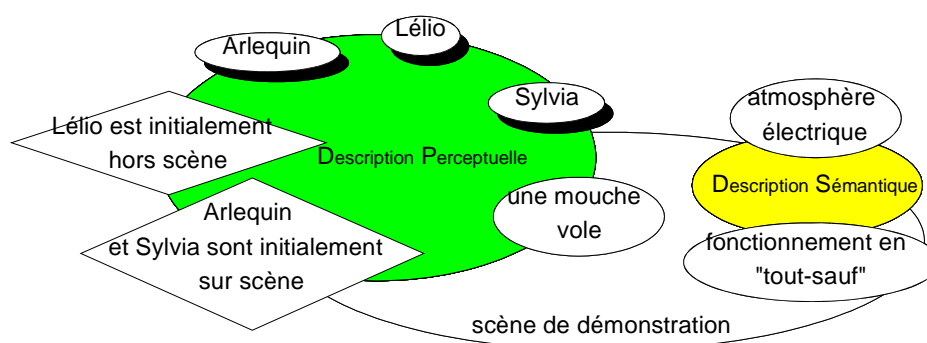 Arlequin
Lélio
Sylvia
atmosphère
électrique
Lélio est initialement
hors scène
Description Perceptuelle
Description Sémantique
une mouche
vole
Arlequin
et Sylvia sont initialement
sur scène
fonctionnement en
"tout-sauf"
scène de démonstration